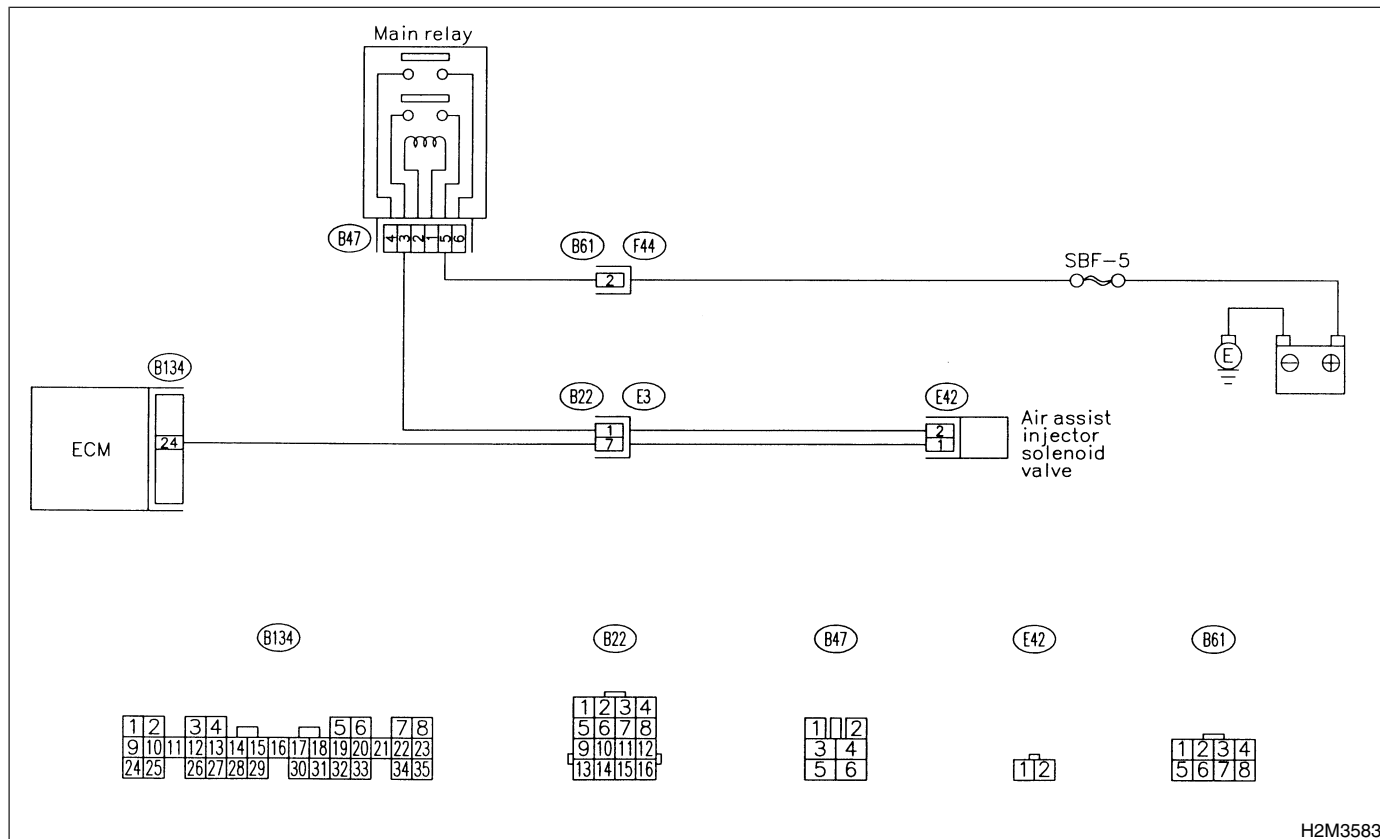 Main relay
B47
4 3 2 1 5 6
B61 F44
2
SBF-5
E
⊖ ⊕
B134
ECM
24
B22 E3
1
7
E42
2
1
Air assist
injector
solenoid
valve
B134
B22
B47
E42
B61
1 2 3 4 5 6 7 8
9 10 11 12 13 14 15 16 17 18 19 20 21 22 23
24 25 26 27 28 29 30 31 32 33 34 35
1 2 3 4
5 6 7 8
9 10 11 12
13 14 15 16
1 2
3 4
5 6
1 2
1 2 3 4
5 6 7 8
H2M3583